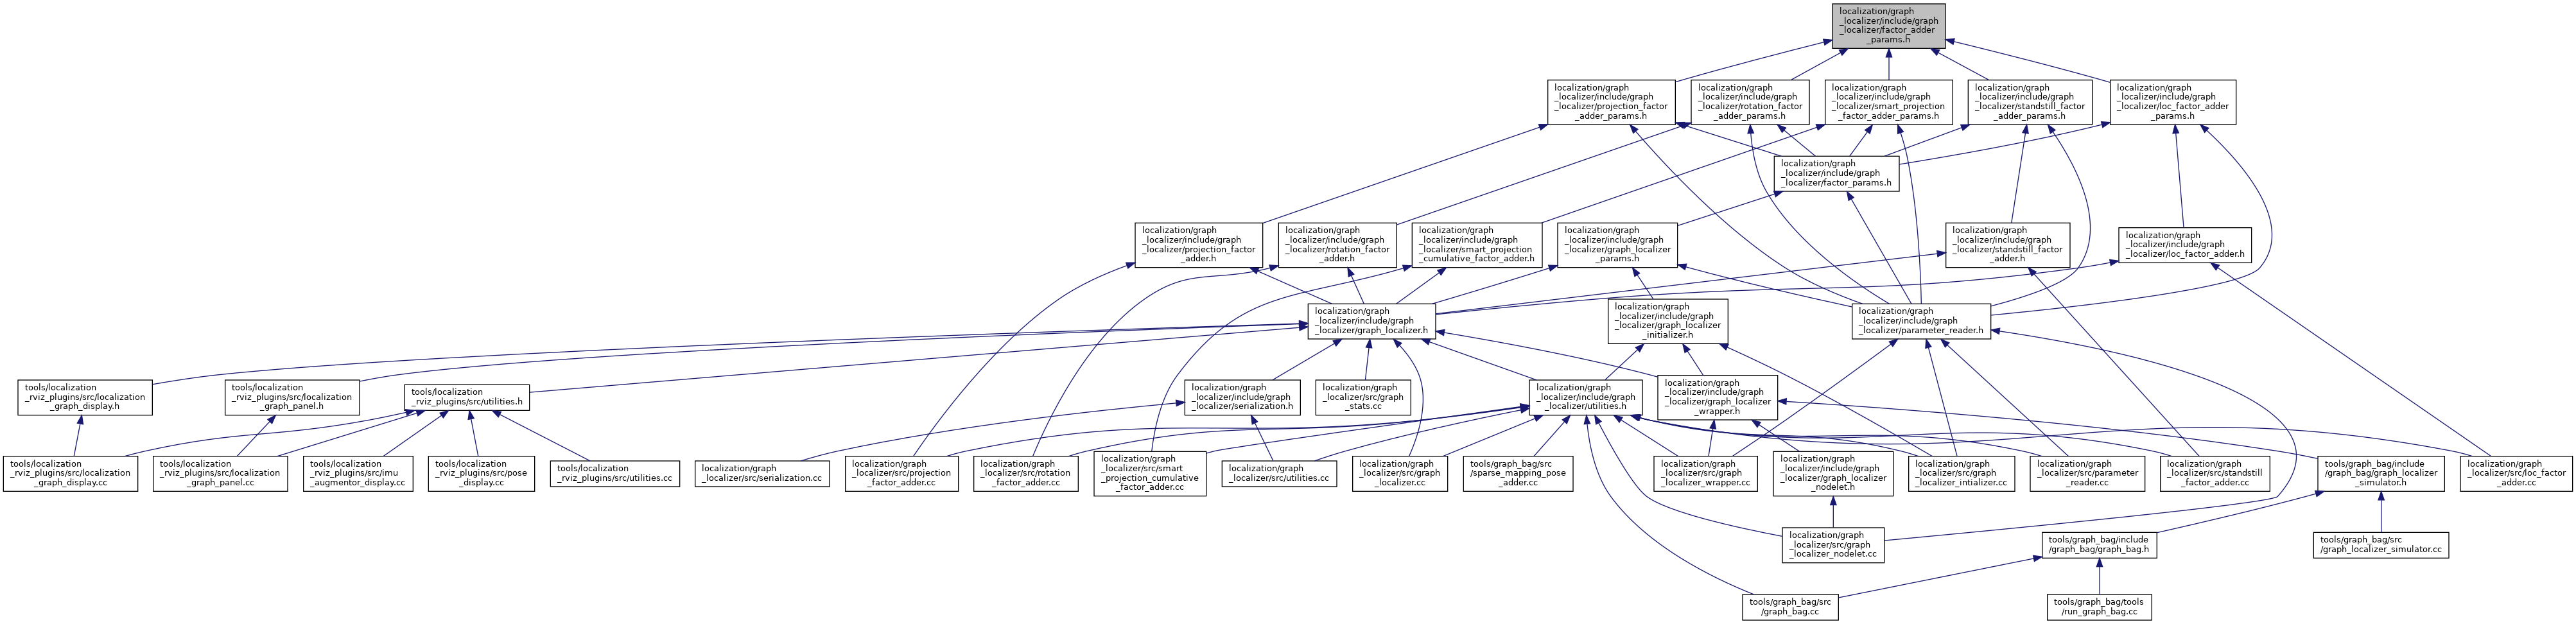 localization/graph
_localizer/include/graph
_localizer/factor_adder
_params.h
localization/graph
_localizer/include/graph
_localizer/projection_factor
_adder_params.h
localization/graph
_localizer/include/graph
_localizer/rotation_factor
_adder_params.h
localization/graph
_localizer/include/graph
_localizer/smart_projection
_factor_adder_params.h
localization/graph
_localizer/include/graph
_localizer/standstill_factor
_adder_params.h
localization/graph
_localizer/include/graph
_localizer/loc_factor_adder
_params.h
localization/graph
_localizer/include/graph
_localizer/factor_params.h
localization/graph
_localizer/include/graph
_localizer/projection_factor
_adder.h
localization/graph
_localizer/include/graph
_localizer/rotation_factor
_adder.h
localization/graph
_localizer/include/graph
_localizer/smart_projection
_cumulative_factor_adder.h
localization/graph
_localizer/include/graph
_localizer/graph_localizer
_params.h
localization/graph
_localizer/include/graph
_localizer/standstill_factor
_adder.h
localization/graph
_localizer/include/graph
_localizer/loc_factor_adder.h
localization/graph
_localizer/include/graph
_localizer/graph_localizer.h
localization/graph
_localizer/include/graph
_localizer/graph_localizer
_initializer.h
localization/graph
_localizer/include/graph
_localizer/parameter_reader.h
tools/localization
_rviz_plugins/src/localization
_graph_display.h
tools/localization
_rviz_plugins/src/localization
_graph_panel.h
tools/localization
_rviz_plugins/src/utilities.h
localization/graph
_localizer/include/graph
_localizer/serialization.h
localization/graph
_localizer/src/graph
_stats.cc
localization/graph
_localizer/include/graph
_localizer/utilities.h
localization/graph
_localizer/include/graph
_localizer/graph_localizer
_wrapper.h
tools/localization
_rviz_plugins/src/localization
_graph_display.cc
tools/localization
_rviz_plugins/src/localization
_graph_panel.cc
tools/localization
_rviz_plugins/src/imu
_augmentor_display.cc
tools/localization
_rviz_plugins/src/pose
_display.cc
tools/localization
_rviz_plugins/src/utilities.cc
localization/graph
_localizer/src/serialization.cc
localization/graph
_localizer/src/projection
_factor_adder.cc
localization/graph
_localizer/src/rotation
_factor_adder.cc
localization/graph
_localizer/src/smart
_projection_cumulative
_factor_adder.cc
localization/graph
_localizer/src/utilities.cc
localization/graph
_localizer/src/graph
_localizer.cc
tools/graph_bag/src
/sparse_mapping_pose
_adder.cc
localization/graph
_localizer/src/graph
_localizer_wrapper.cc
localization/graph
_localizer/include/graph
_localizer/graph_localizer
_nodelet.h
localization/graph
_localizer/src/graph
_localizer_intializer.cc
localization/graph
_localizer/src/parameter
_reader.cc
localization/graph
_localizer/src/standstill
_factor_adder.cc
tools/graph_bag/include
/graph_bag/graph_localizer
_simulator.h
localization/graph
_localizer/src/loc_factor
_adder.cc
localization/graph
_localizer/src/graph
_localizer_nodelet.cc
tools/graph_bag/include
/graph_bag/graph_bag.h
tools/graph_bag/src
/graph_localizer_simulator.cc
tools/graph_bag/src
/graph_bag.cc
tools/graph_bag/tools
/run_graph_bag.cc